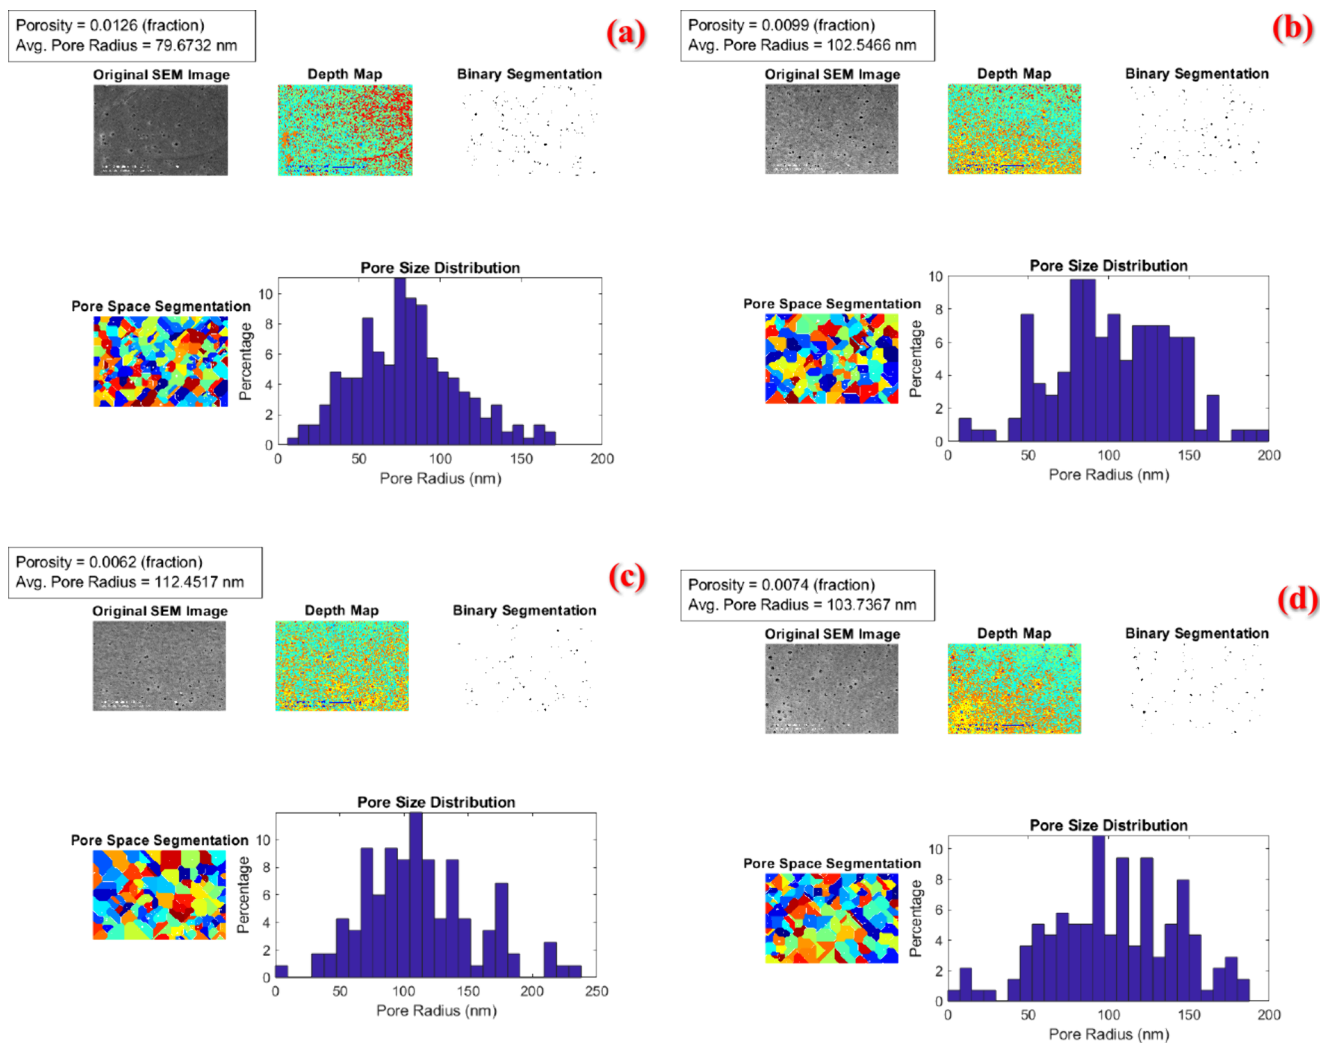 Porosity = 0.0126 (fraction)
Avg. Pore Radius = 79.6732 nm
(a)
Original SEM Image
Depth Map
Binary Segmentation
Pore Space Segmentation
Pore Size Distribution
Percentage
10
8
6
4
2
0
0 50 100 150 200
Pore Radius (nm)
Porosity = 0.0099 (fraction)
Avg. Pore Radius = 102.5466 nm
(b)
Original SEM Image
Depth Map
Binary Segmentation
Pore Space Segmentation
Pore Size Distribution
Percentage
10
8
6
4
2
0
0 50 100 150 200
Pore Radius (nm)
Porosity = 0.0062 (fraction)
Avg. Pore Radius = 112.4517 nm
(c)
Original SEM Image
Depth Map
Binary Segmentation
Pore Space Segmentation
Pore Size Distribution
Percentage
10
8
6
4
2
0
0 50 100 150 200 250
Pore Radius (nm)
Porosity = 0.0074 (fraction)
Avg. Pore Radius = 103.7367 nm
(d)
Original SEM Image
Depth Map
Binary Segmentation
Pore Space Segmentation
Pore Size Distribution
Percentage
10
8
6
4
2
0
0 50 100 150 200
Pore Radius (nm)